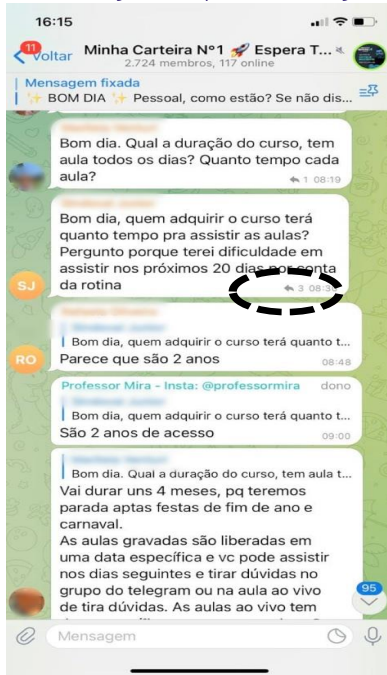 16:15
11
Voltar
Minha Carteira Nº1 🚀 Espera T...
2.724 membros, 117 online
Mensagem fixada
✨ BOM DIA ✨ Pessoal, como estão? Se não dis...
Bom dia. Qual a duração do curso, tem
aula todos os dias? Quanto tempo cada
aula?
1 08:19
Bom dia, quem adquirir o curso terá
quanto tempo pra assistir as aulas?
Pergunto porque terei dificuldade em
assistir nos próximos 20 dias por conta
da rotina
3 08:38
SJ
Bom dia, quem adquirir o curso terá quanto t...
Parece que são 2 anos
08:48
RO
Professor Mira - Insta: @professormira dono
Bom dia, quem adquirir o curso terá quanto t...
São 2 anos de acesso
09:00
Bom dia. Qual a duração do curso, tem aula t...
Vai durar uns 4 meses, pq teremos
parada aptas festas de fim de ano e
carnaval.
As aulas gravadas são liberadas em
uma data específica e vc pode assistir
nos dias seguintes e tirar dúvidas no
grupo do telegram ou na aula ao vivo
de tira dúvidas. As aulas ao vivo tem
95
Mensagem